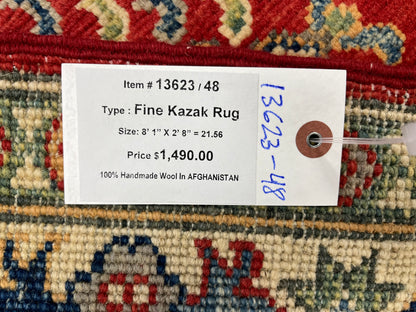 Item # 13623 / 48
Type : Fine Kazak Rug
Size: 8' 1" X 2' 8" = 21.56
Price $1,490.00
100% Handmade Wool In AFGHANiSTAN
13623-48